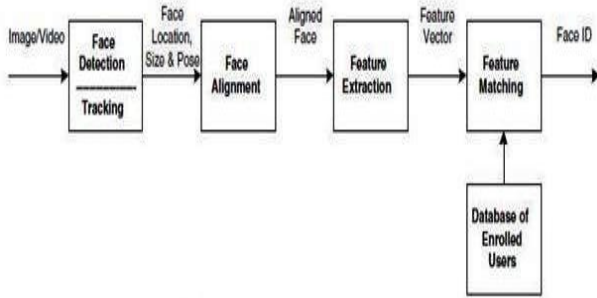 Image/Video
Face
Detection
Tracking
Face
Location,
Size & Pose
Face
Alignment
Aligned
Face
Feature
Extraction
Feature
Vector
Feature
Matching
Face ID
Database of
Enrolled
Users